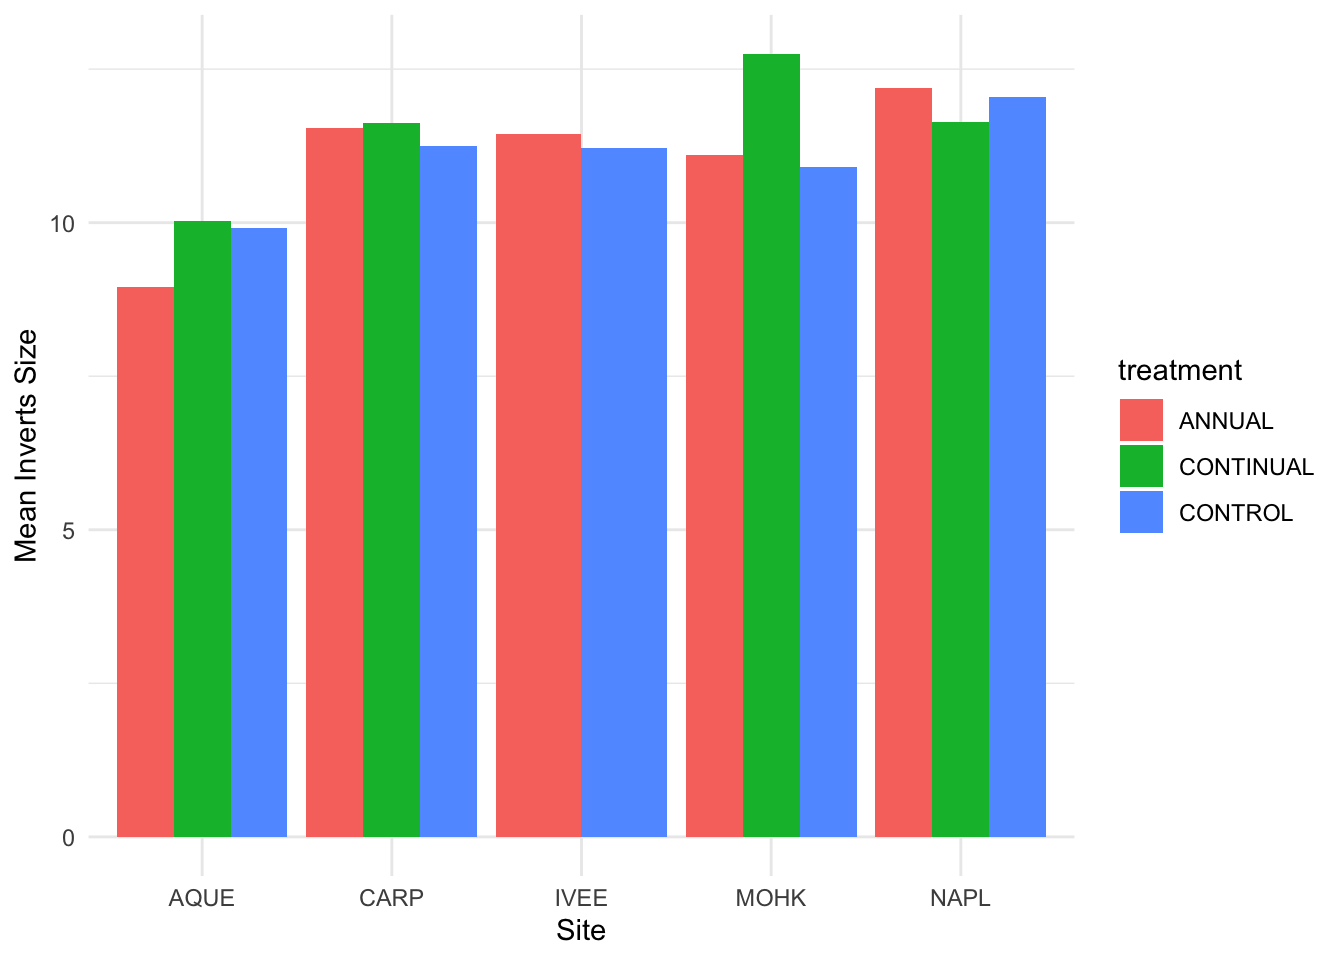 Mean Inverts Size
10
5
0
AQUE
CARP
IVEE
MOHK
NAPL
Site
treatment
ANNUAL
CONTINUAL
CONTROL